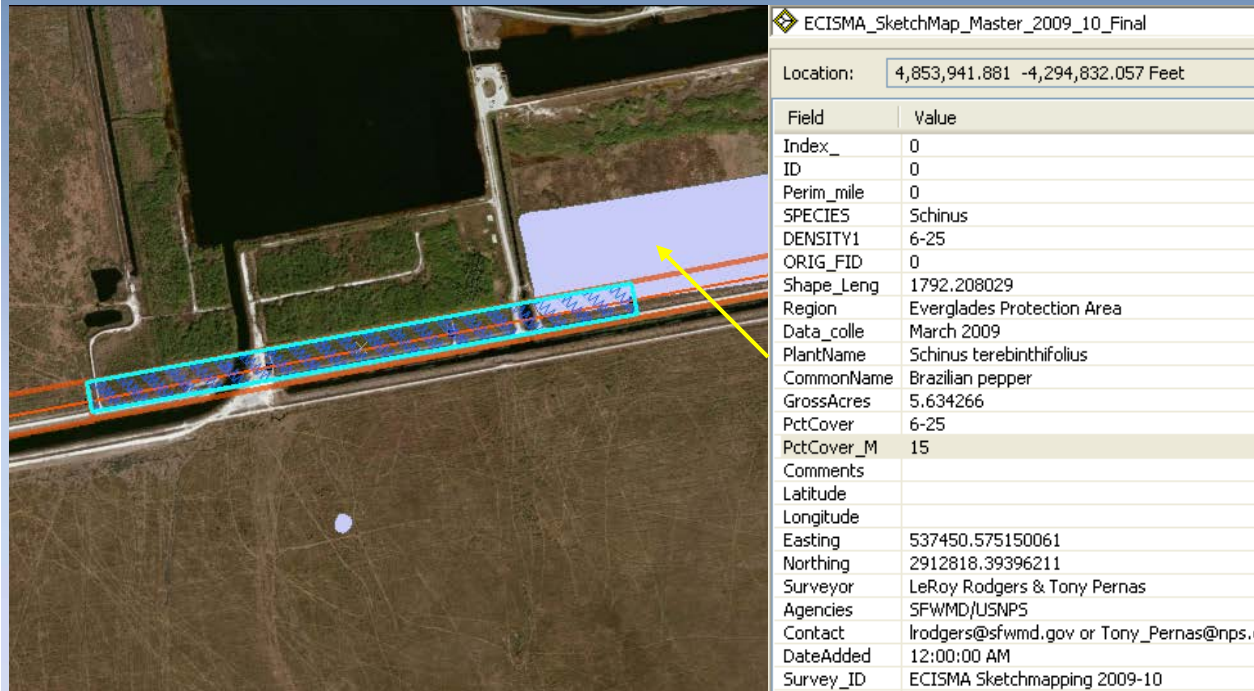 ECISMA_SketchMap_Master_2009_10_Final
Location: 4,853,941.881 -4,294,832.057 Feet
Field Value
Index_ 0
ID 0
Perim_mile 0
SPECIES Schinus
DENSITY1 6-25
ORIG_FID 0
Shape_Leng 1792.208029
Region Everglades Protection Area
Data_colle March 2009
PlantName Schinus terebinthifolius
CommonName Brazilian pepper
GrossAcres 5.634266
PctCover 6-25
PctCover_M 15
Comments
Latitude
Longitude
Easting 537450.575150061
Northing 2912818.39396211
Surveyor LeRoy Rodgers & Tony Pernas
Agencies SFWMD/USNPS
Contact lrodgers@sfwmd.gov or Tony_Pernas@nps.
DateAdded 12:00:00 AM
Survey_ID ECISMA Sketchmapping 2009-10